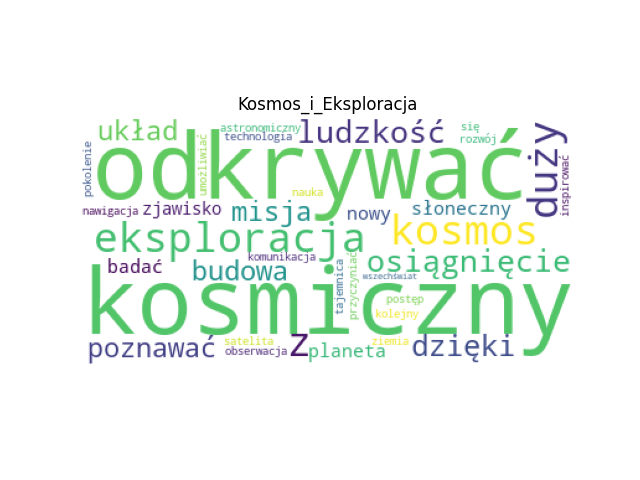 Kosmos_i_Eksploracja
układ
astronomiczny
technologia
ludzkość
się
rozwój
duży
inspirować
pokolenie
odkrywać
umożliwiać
nauka
nawigacja
zjawisko
misja
nowy
słoneczny
eksploracja
kosmos
komunikacja
badać
budowa
tajemnica
przyczyniać
osiągnięcie
wszechświat
kosmiczny
postęp
kolejny
poznawać
satelita
obserwacja
z
planeta
ziemia
dzięki